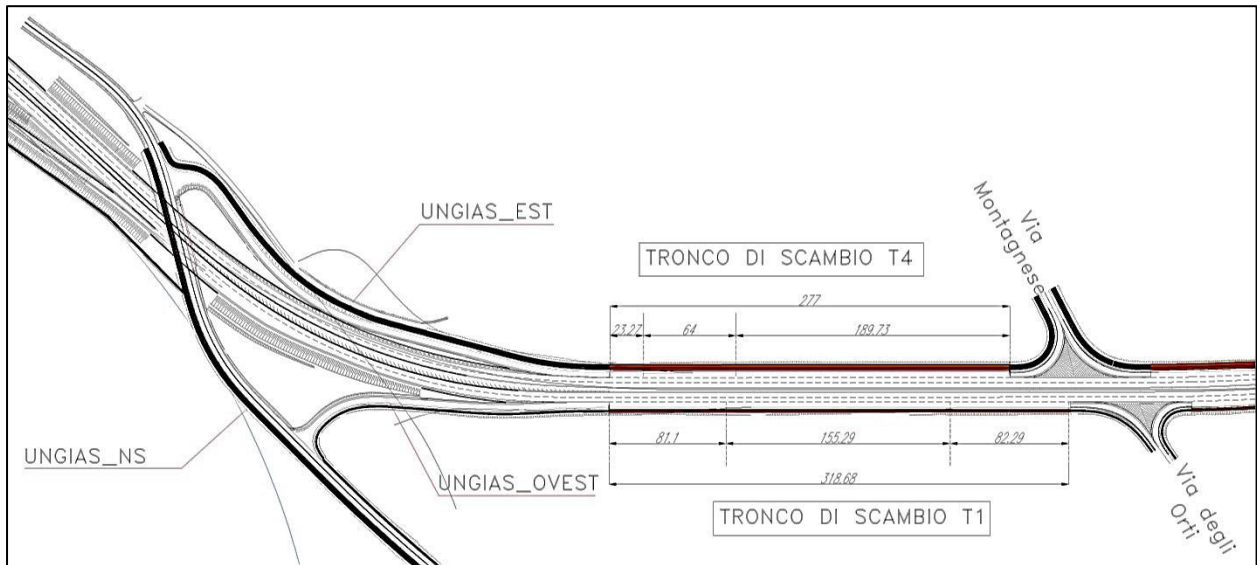 UNGIAS_EST
TRONCO DI SCAMBIO T4
Via
Montagnese
277
23.27
64
189.73
81.1
155.29
82.29
318.68
UNGIAS_NS
UNGIAS_OVEST
TRONCO DI SCAMBIO T1
Via degli
Orti